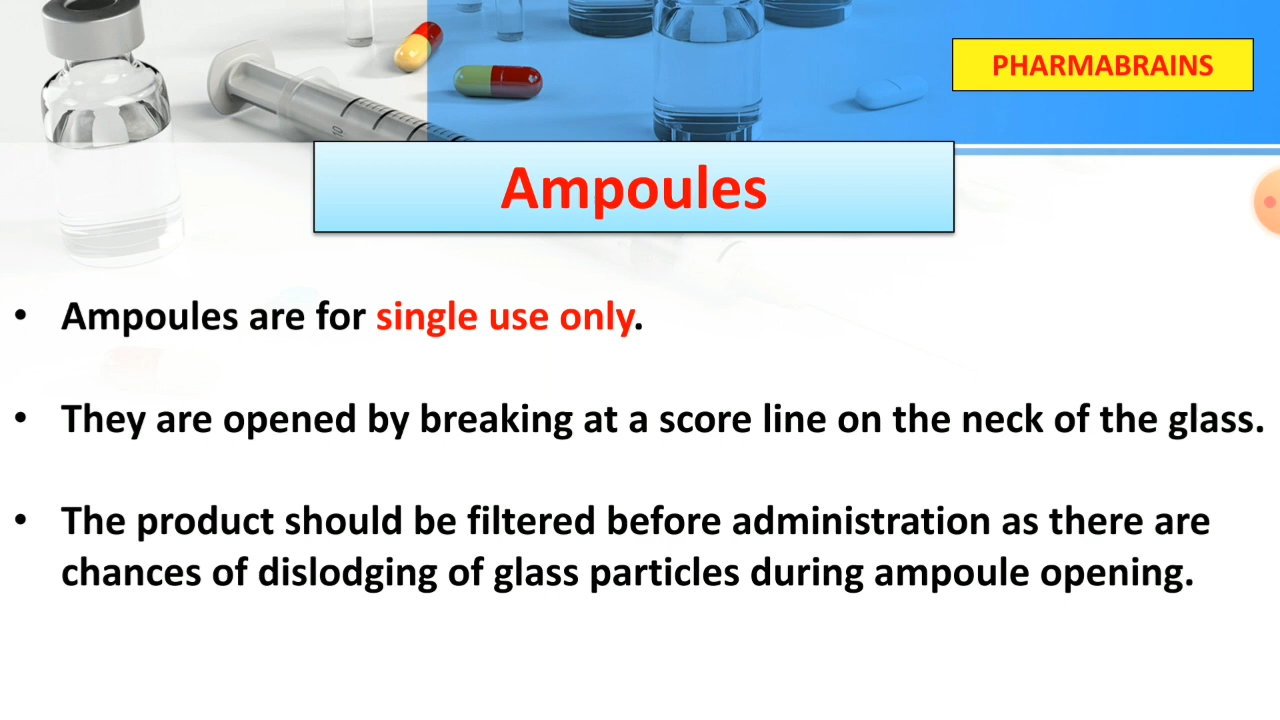 PHARMABRAINS
Ampoules
• Ampoules are for single use only.
• They are opened by breaking at a score line on the neck of the glass.
• The product should be filtered before administration as there are
chances of dislodging of glass particles during ampoule opening.